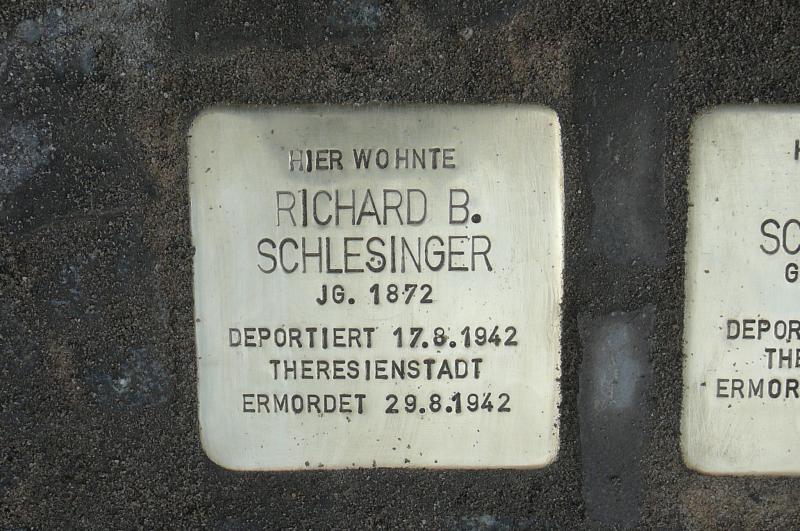 HIER WOHNTE
RICHARD B.
SCHLESINGER
JG. 1872
DEPORTIERT 17.8.1942
THERESIENSTADT
ERMORDET 29.8.1942